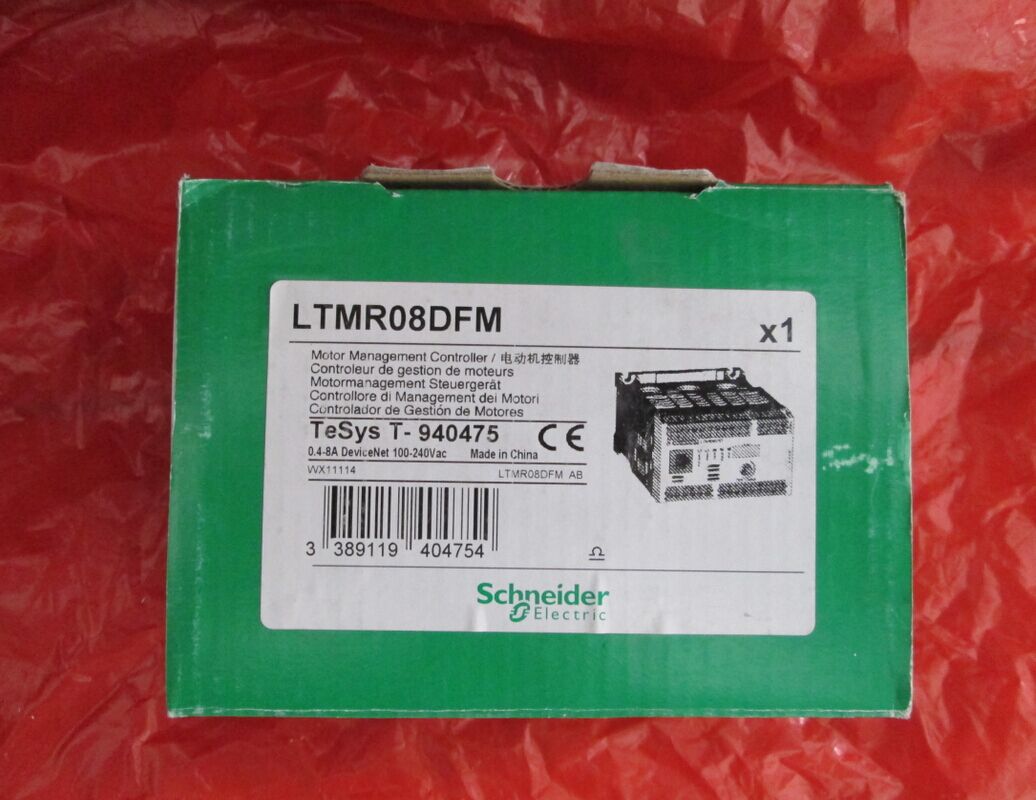 LTMR08DFM
x1
Motor Management Controller / 电动机控制器
Controleur de gestion de moteurs
Motormanagement Steuergerät
Controllore di Management dei Motori
Controlador de Gestión de Motores
TeSys T- 940475 CE
0.4-8A DeviceNet 100-240Vac Made in China
WX11114 LTMR08DFM AB
3 389119 404754
Schneider
Electric